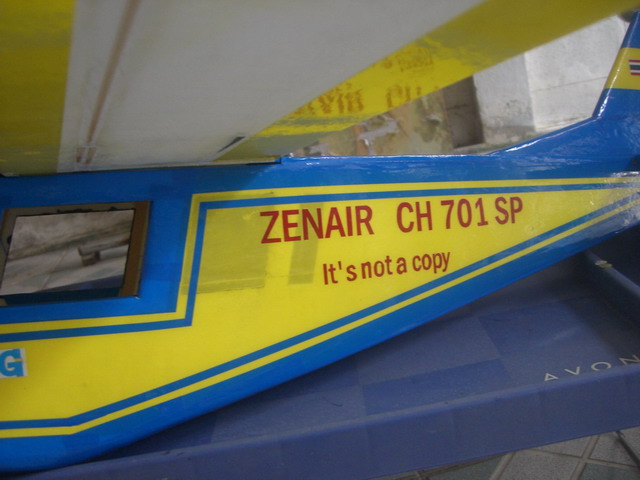 ZENAIR CH 701 SP
It's not a copy
G
AVON